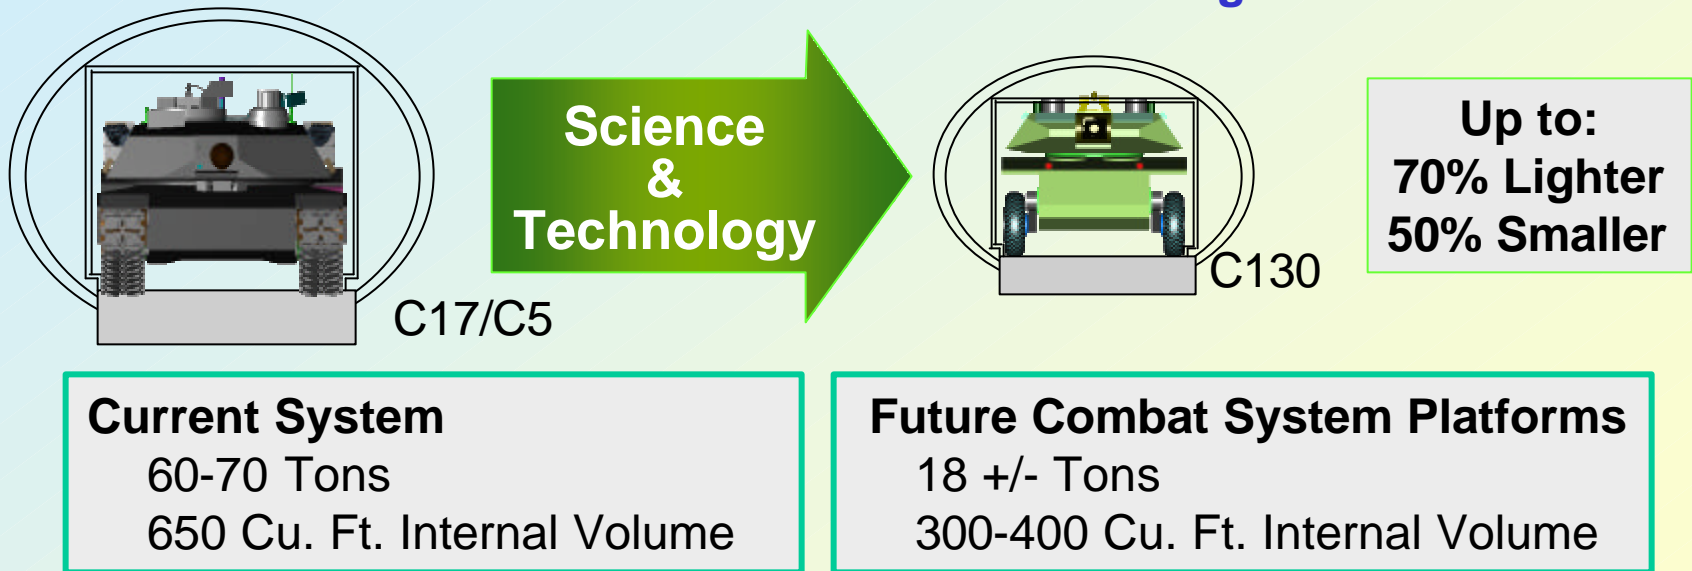 Science
&
Technology
C17/C5
C130
Up to:
70% Lighter
50% Smaller
Current System
60-70 Tons
650 Cu. Ft. Internal Volume
Future Combat System Platforms
18 +/- Tons
300-400 Cu. Ft. Internal Volume